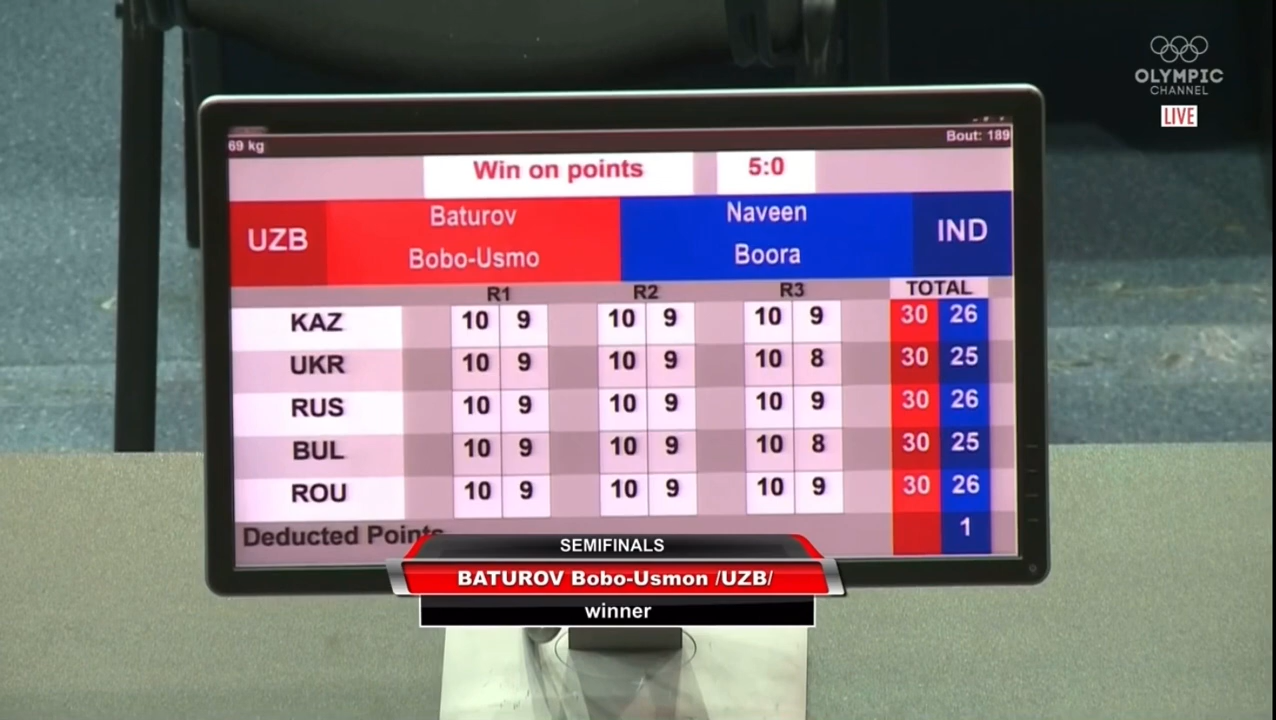 OLYMPIC
CHANNEL
LIVE
69 kg
Bout: 189
Win on points 5:0
UZB Baturov Naveen IND
Bobo-Usmo Boora
R1 R2 R3 TOTAL
KAZ 10 9 10 9 10 9 30 26
UKR 10 9 10 9 10 8 30 25
RUS 10 9 10 9 10 9 30 26
BUL 10 9 10 9 10 8 30 25
ROU 10 9 10 9 10 9 30 26
Deducted Points 1
SEMIFINALS
BATUROV Bobo-Usmon /UZB/
winner